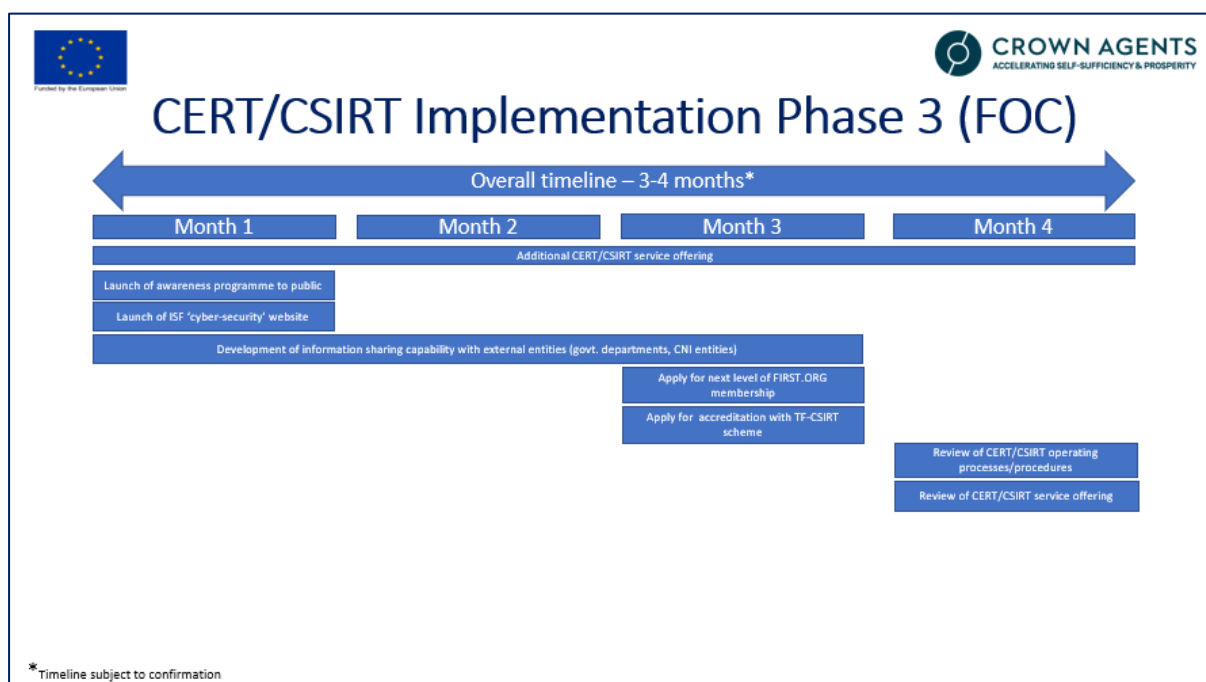 Funded by the European Union
CROWN AGENTS
ACCELERATING SELF-SUFFICIENCY & PROSPERITY
CERT/CSIRT Implementation Phase 3 (FOC)
Overall timeline – 3-4 months*
Month 1
Month 2
Month 3
Month 4
Additional CERT/CSIRT service offering
Launch of awareness programme to public
Launch of ISF ‘cyber-security’ website
Development of information sharing capability with external entities (govt. departments, CNI entities)
Apply for next level of FIRST.ORG
membership
Apply for accreditation with TF-CSIRT
scheme
Review of CERT/CSIRT operating
processes/procedures
Review of CERT/CSIRT service offering
*Timeline subject to confirmation